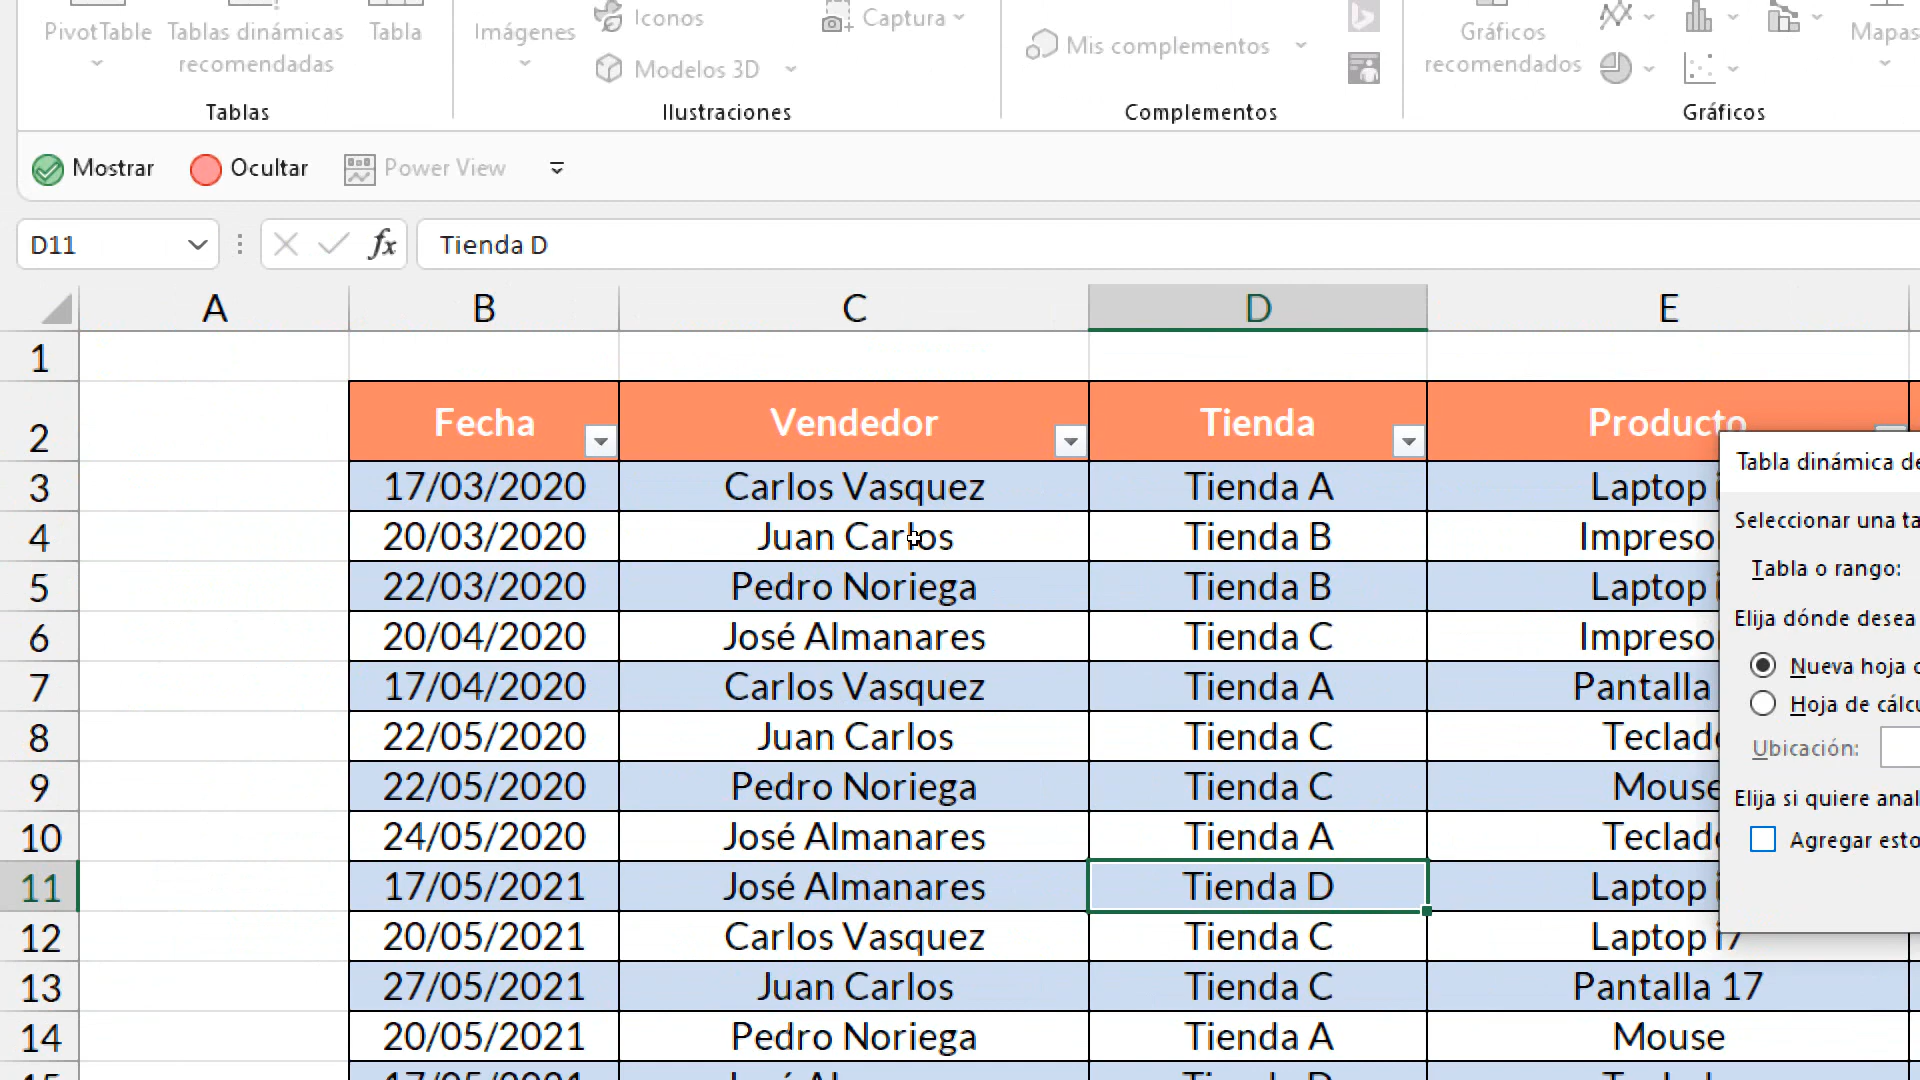 PivotTable
Tablas dinámicas
recomendadas
Tabla
Tablas
Imágenes
Iconos
Modelos 3D
Captura
Ilustraciones
Mis complementos
Complementos
Gráficos
recomendados
Mapas
Gráficos
Mostrar Ocultar Power View
D11 fx Tienda D
A B C D E
1
2 Fecha Vendedor Tienda Producto
3 17/03/2020 Carlos Vasquez Tienda A Laptop
4 20/03/2020 Juan Carlos Tienda B
5 22/03/2020 Pedro Noriega Tienda B Laptop
6 20/04/2020 José Almanares Tienda C
7 17/04/2020 Carlos Vasquez Tienda A Pantalla
8 22/05/2020 Juan Carlos Tienda C
9 22/05/2020 Pedro Noriega Tienda C Mouse
10 24/05/2020 José Almanares Tienda A
11 17/05/2021 José Almanares Tienda D Laptop
12 20/05/2021 Carlos Vasquez Tienda C Laptop i7
13 27/05/2021 Juan Carlos Tienda C Pantalla 17
14 20/05/2021 Pedro Noriega Tienda A Mouse
Tabla dinámica de
Seleccionar una ta
Tabla o rango:
Elija dónde desea
Nueva hoja
Hoja de cálcu
Ubicación:
Elija si quiere anal
Agregar esto